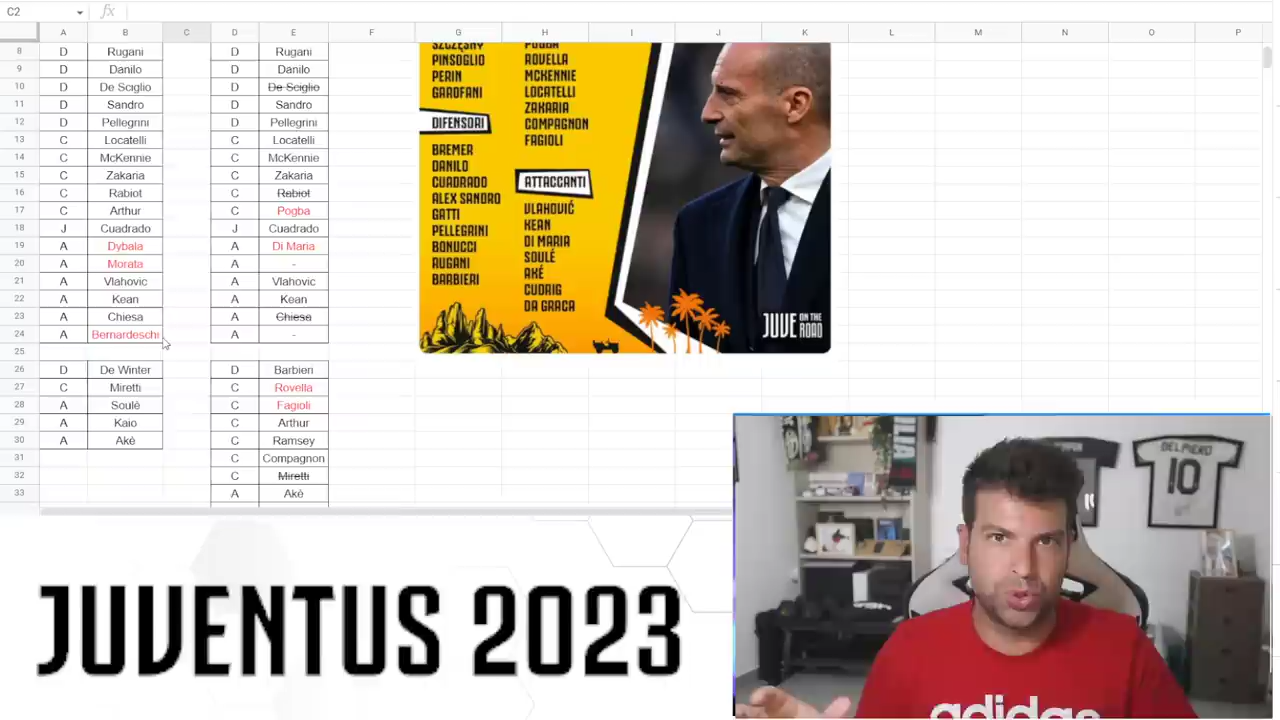 C2
fx
A B C D E F G H I J K L M N O P
8 D Rugani D Rugani
9 D Danilo D Danilo
10 D De Sciglio D De Sciglio
11 D Sandro D Sandro
12 D Pellegrini D Pellegrini
13 C Locatelli C Locatelli
14 C McKennie C McKennie
15 C Zakaria C Zakaria
16 C Rabiot C Rabiot
17 C Arthur C Pogba
18 J Cuadrado J Cuadrado
19 A Dybala A Di Maria
20 A Morata A -
21 A Vlahovic A Vlahovic
22 A Kean A Kean
23 A Chiesa A Chiesa
24 A Bernardeschi A -
25
26 D De Winter D Barbieri
27 C Miretti C Rovella
28 A Soulè C Fagioli
29 A Kaio C Arthur
30 A Akè C Ramsey
31 C Compagnon
32 C Miretti
33 A Akè
SZCZĘSNY
PINSOGLIO
PERIN
GAROFANI
DIFENSORI
BREMER
DANILO
CUADRADO
ALEX SANDRO
GATTI
PELLEGRINI
BONUCCI
RUGANI
BARBIERI
POGBA
ROVELLA
MCKENNIE
LOCATELLI
ZAKARIA
COMPAGNON
FAGIOLI
ATTACCANTI
VLAHOVIĆ
KEAN
DI MARIA
SOULÉ
AKÉ
CUDRIG
DA GRACA
JUVE ON THE ROAD
DEL PIERO
10
adidas
JUVENTUS 2023